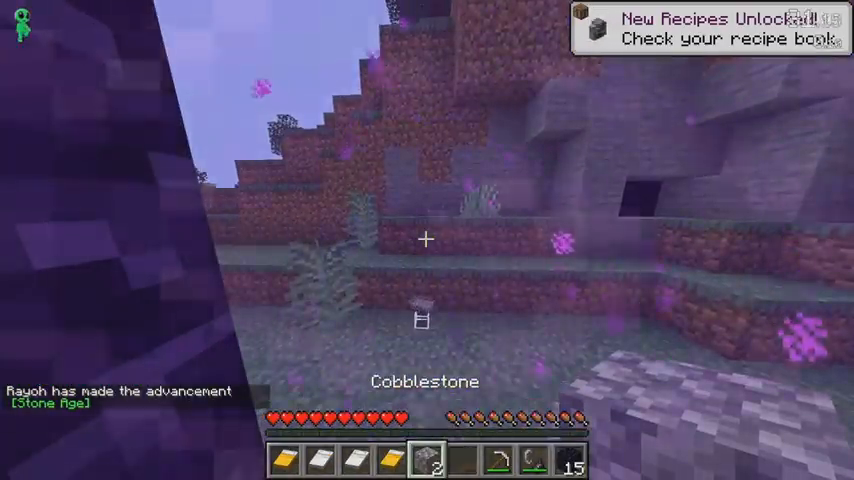 New Recipes Unlocked!
Check your recipe book
Cobblestone
Rayoh has made the advancement
[Stone Age]
2
15